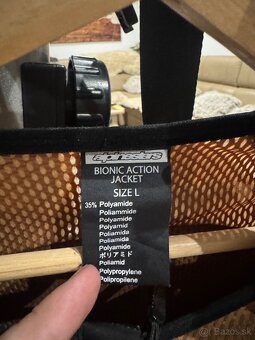 alpinestars
BIONIC ACTION
JACKET
SIZE L
35% Polyamide
Poliammide
Polyamide
Polyamid
Poliamida
Poliamida
Polyamide
ポリアミド
Poliamid
Polypropylene
Polipropilene
Bazos.sk